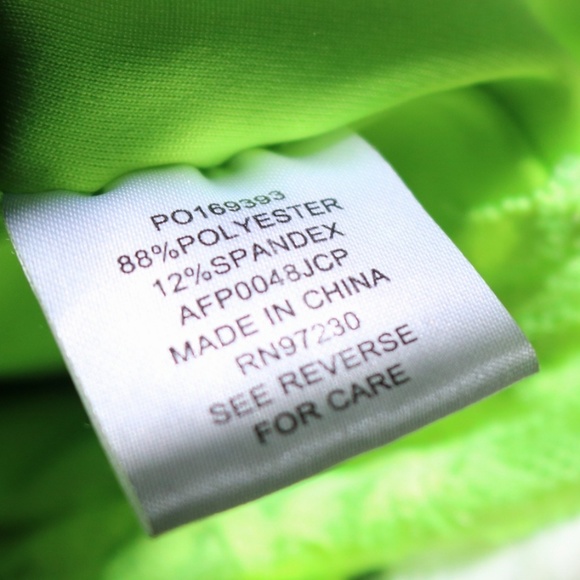 PO169393
88%POLYESTER
12%SPANDEX
AFP0048JCP
MADE IN CHINA
RN97230
SEE REVERSE
FOR CARE